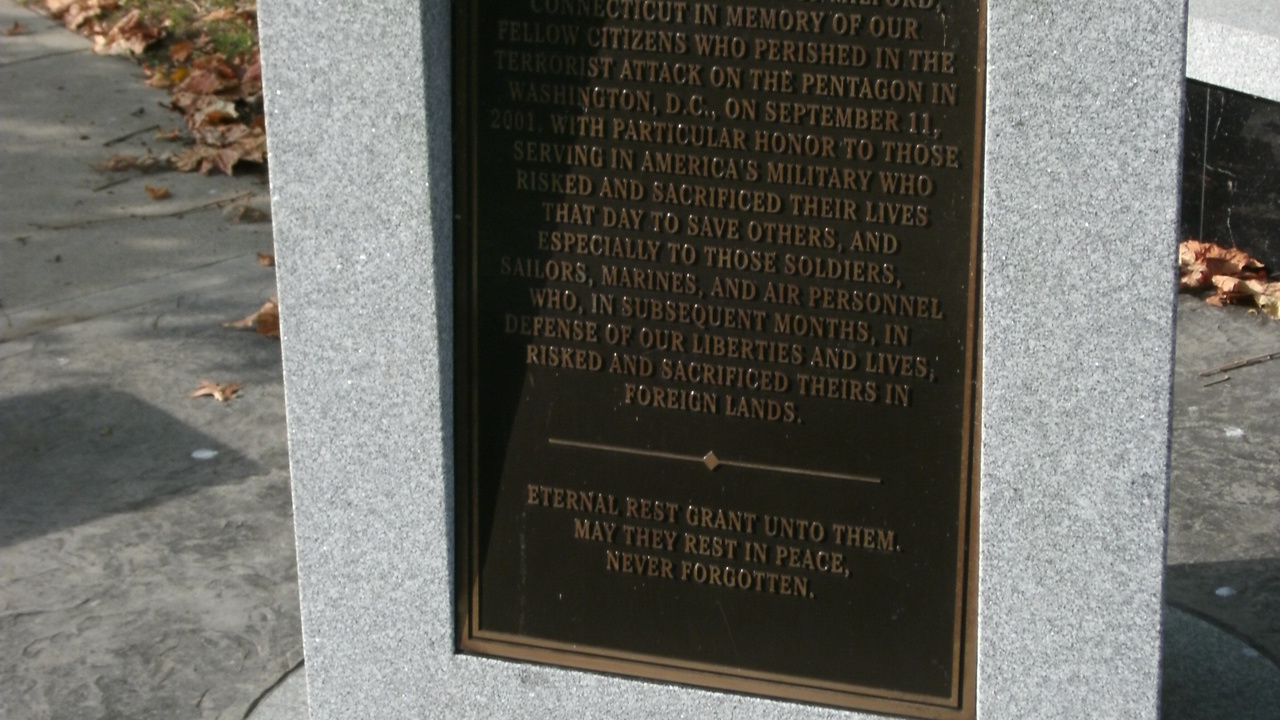 MILFORD,
CONNECTICUT IN MEMORY OF OUR
FELLOW CITIZENS WHO PERISHED IN THE
TERRORIST ATTACK ON THE PENTAGON IN
WASHINGTON, D.C., ON SEPTEMBER 11,
2001. WITH PARTICULAR HONOR TO THOSE
SERVING IN AMERICA'S MILITARY WHO
RISKED AND SACRIFICED THEIR LIVES
THAT DAY TO SAVE OTHERS, AND
ESPECIALLY TO THOSE SOLDIERS,
SAILORS, MARINES, AND AIR PERSONNEL
WHO, IN SUBSEQUENT MONTHS, IN
DEFENSE OF OUR LIBERTIES AND LIVES,
RISKED AND SACRIFICED THEIRS IN
FOREIGN LANDS.
ETERNAL REST GRANT UNTO THEM.
MAY THEY REST IN PEACE,
NEVER FORGOTTEN.